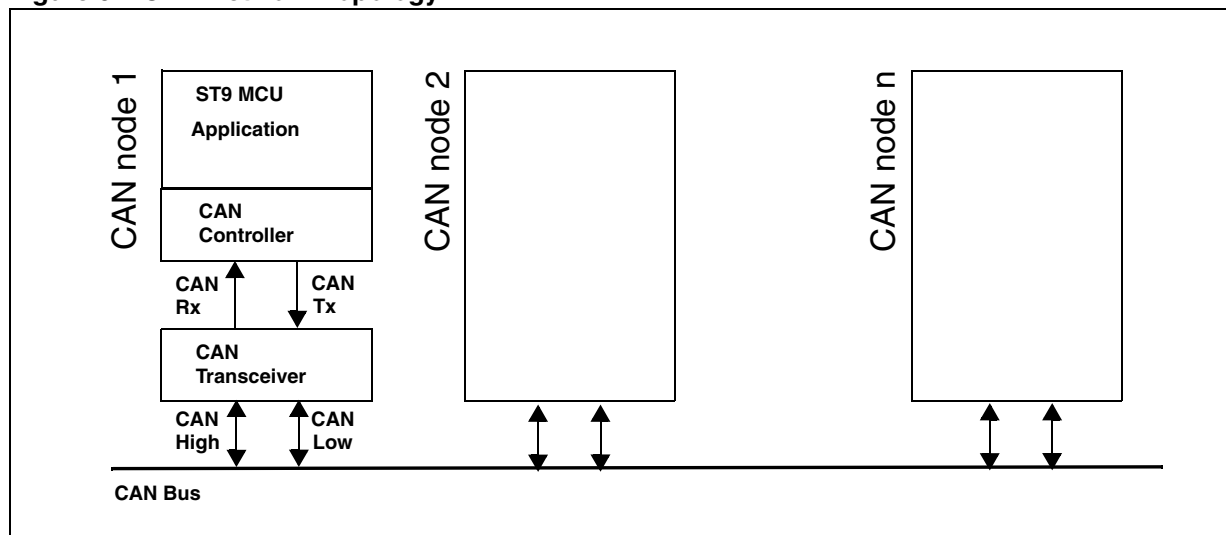 CAN node 1
ST9 MCU
Application
CAN
Controller
CAN
Rx
CAN
Tx
CAN
Transceiver
CAN
High
CAN
Low
CAN node 2
CAN node n
CAN Bus